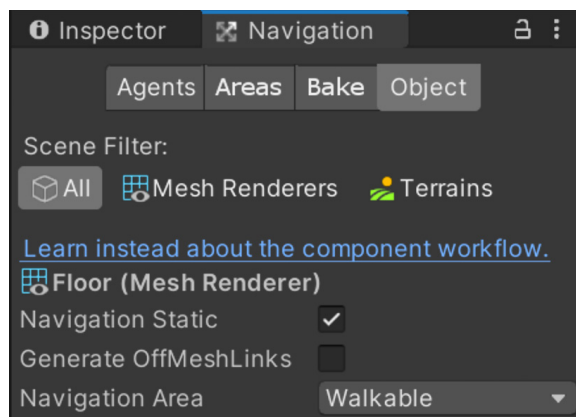 Inspector Navigation
Agents Areas Bake Object
Scene Filter:
All Mesh Renderers Terrains
Learn instead about the component workflow.
Floor (Mesh Renderer)
Navigation Static
Generate OffMeshLinks
Navigation Area Walkable